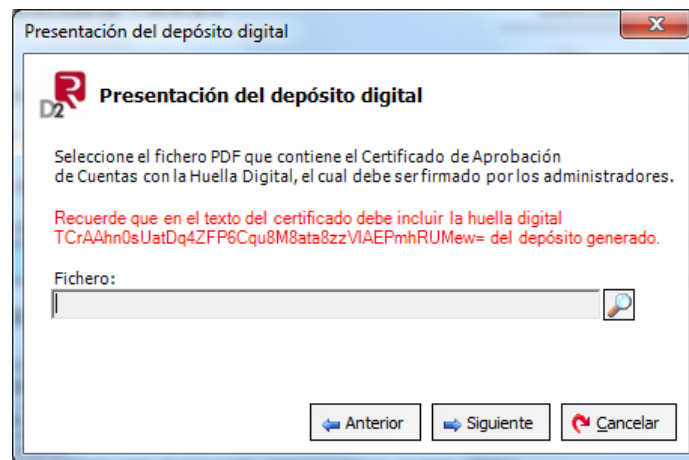 Presentación del depósito digital
D2 R
Presentación del depósito digital
Seleccione el fichero PDF que contiene el Certificado de Aprobación
de Cuentas con la Huella Digital, el cual debe ser firmado por los administradores.
Recuerde que en el texto del certificado debe incluir la huella digital
TCrAAhn0sUatDq4ZFP6Cqu8M8ata8zzVIAEPmhRUMew= del depósito generado.
Fichero:
Anterior
Siguiente
Cancelar